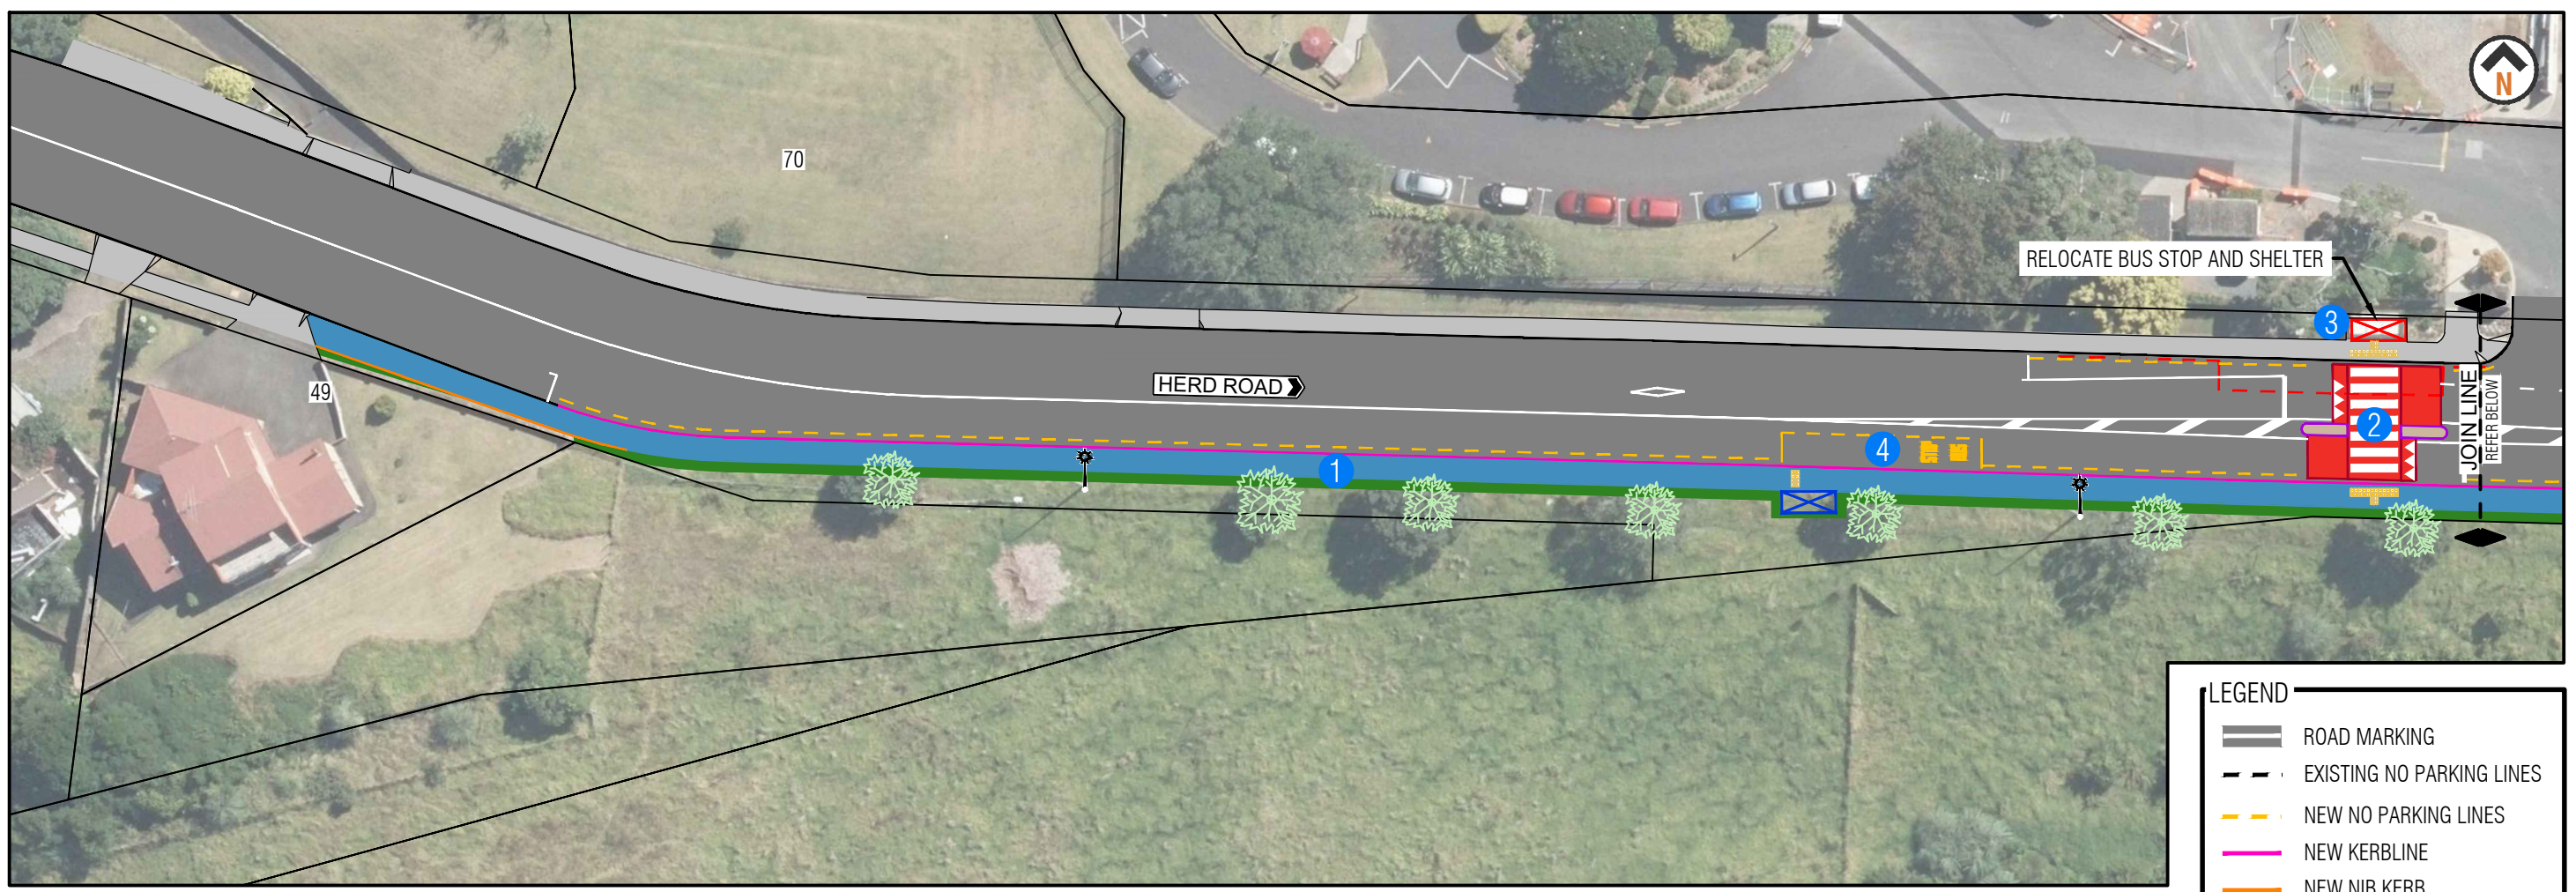 N
70
RELOCATE BUS STOP AND SHELTER
3
49
HERD ROAD
2
JOIN LINE
REFER BELOW
4
1
LEGEND
ROAD MARKING
EXISTING NO PARKING LINES
NEW NO PARKING LINES
NEW KERBLINE
NEW NIB KERB